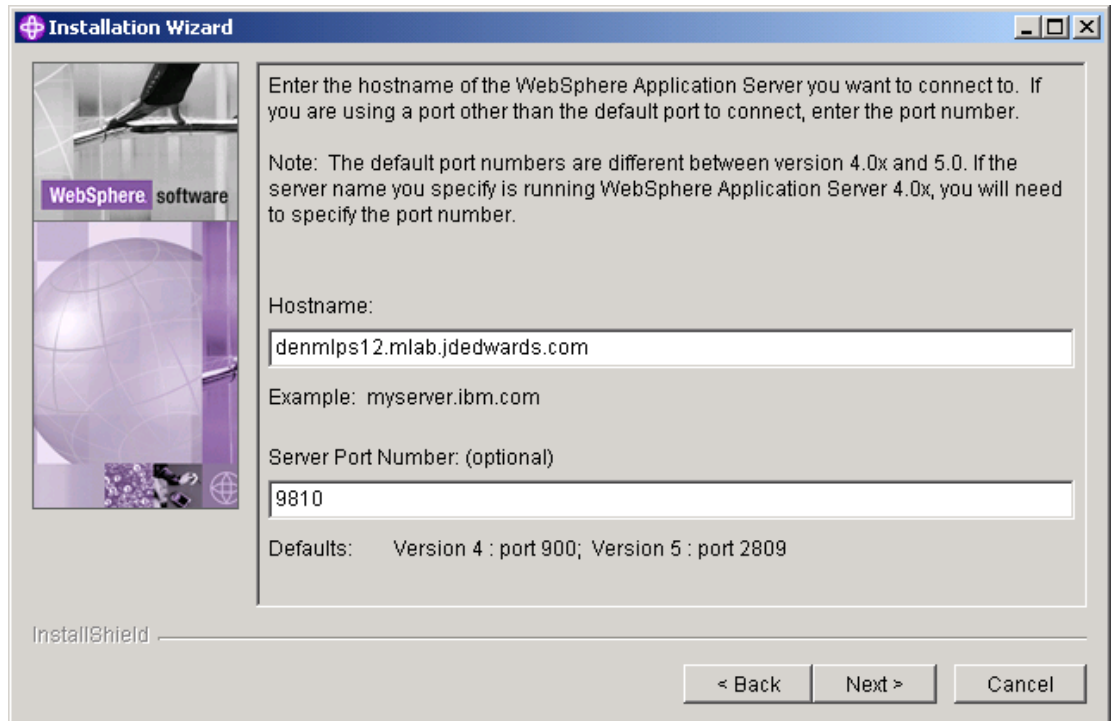 Installation Wizard
Enter the hostname of the WebSphere Application Server you want to connect to. If
you are using a port other than the default port to connect, enter the port number.
Note: The default port numbers are different between version 4.0x and 5.0. If the
server name you specify is running WebSphere Application Server 4.0x, you will need
to specify the port number.
WebSphere software
Hostname:
denmlps12.mlab.jdedwards.com
Example: myserver.ibm.com
Server Port Number: (optional)
9810
Defaults: Version 4 : port 900; Version 5 : port 2809
InstallShield
< Back Next > Cancel